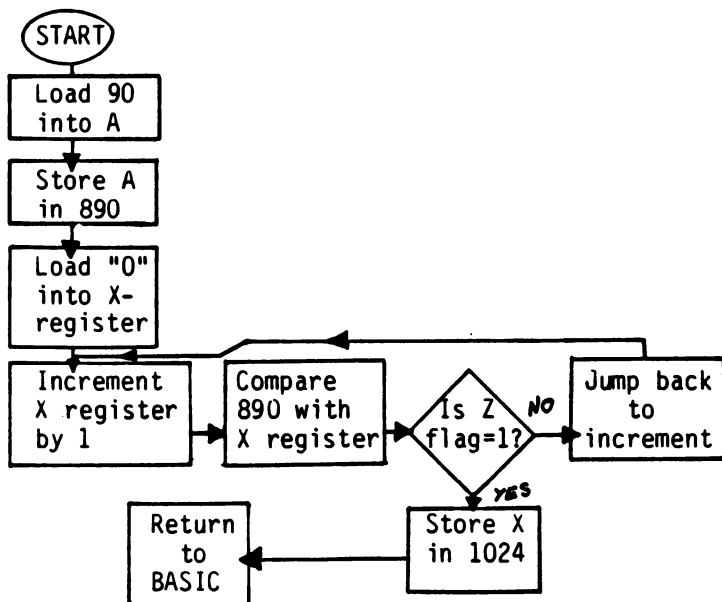 START
Load 90
into A
Store A
in 890
Load "0"
into X-
register
Increment
X register
by 1
Compare
890 with
X register
Is Z
flag=1?
NO
Jump back
to
increment
YES
Store X
in 1024
Return
to
BASIC